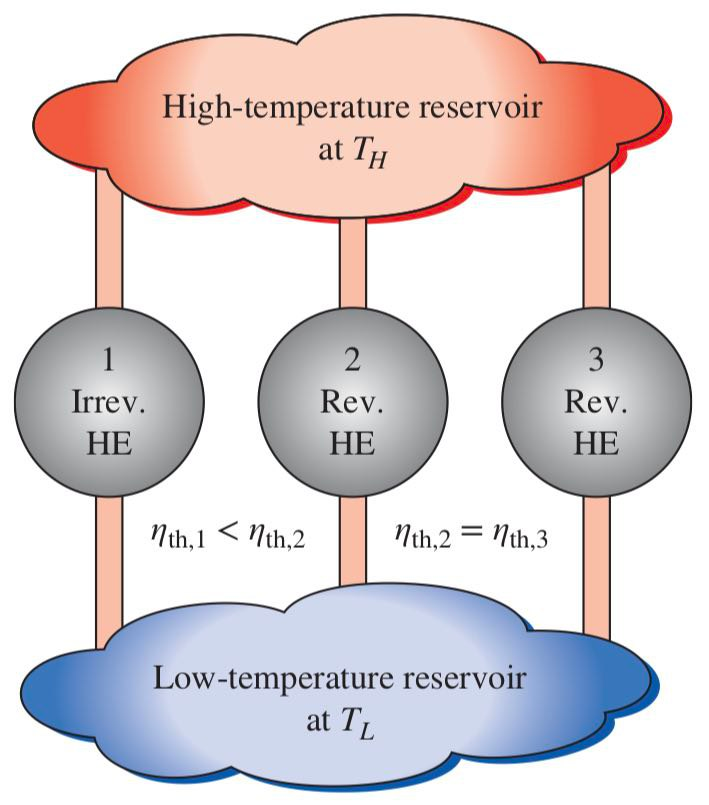 High-temperature reservoir
at T_H
1
Irrev.
HE
2
Rev.
HE
3
Rev.
HE
η_th,1 < η_th,2
η_th,2 = η_th,3
Low-temperature reservoir
at T_L